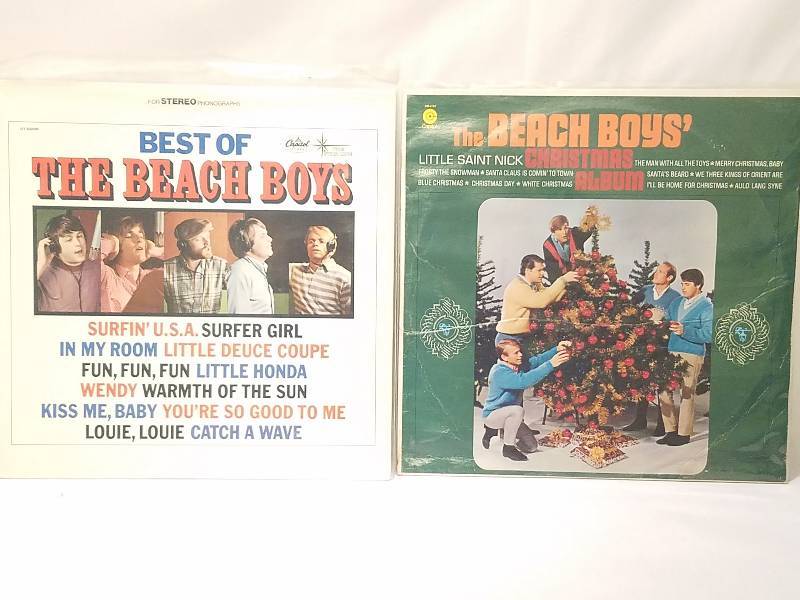 FOR STEREO PHONOGRAPHS
BEST OF
Capitol
THE BEACH BOYS
SURFIN' U.S.A. SURFER GIRL
IN MY ROOM LITTLE DEUCE COUPE
FUN, FUN, FUN LITTLE HONDA
WENDY WARMTH OF THE SUN
KISS ME, BABY YOU'RE SO GOOD TO ME
LOUIE, LOUIE CATCH A WAVE
The BEACH BOYS'
LITTLE SAINT NICK CHRISTMAS THE MAN WITH ALL THE TOYS ★ MERRY CHRISTMAS, BABY
FROSTY THE SNOWMAN ★ SANTA CLAUS IS COMIN' TO TOWN SANTA'S BEARD ★ WE THREE KINGS OF ORIENT ARE
BLUE CHRISTMAS ★ CHRISTMAS DAY ★ WHITE CHRISTMAS ALBUM I'LL BE HOME FOR CHRISTMAS ★ AULD LANG SYNE